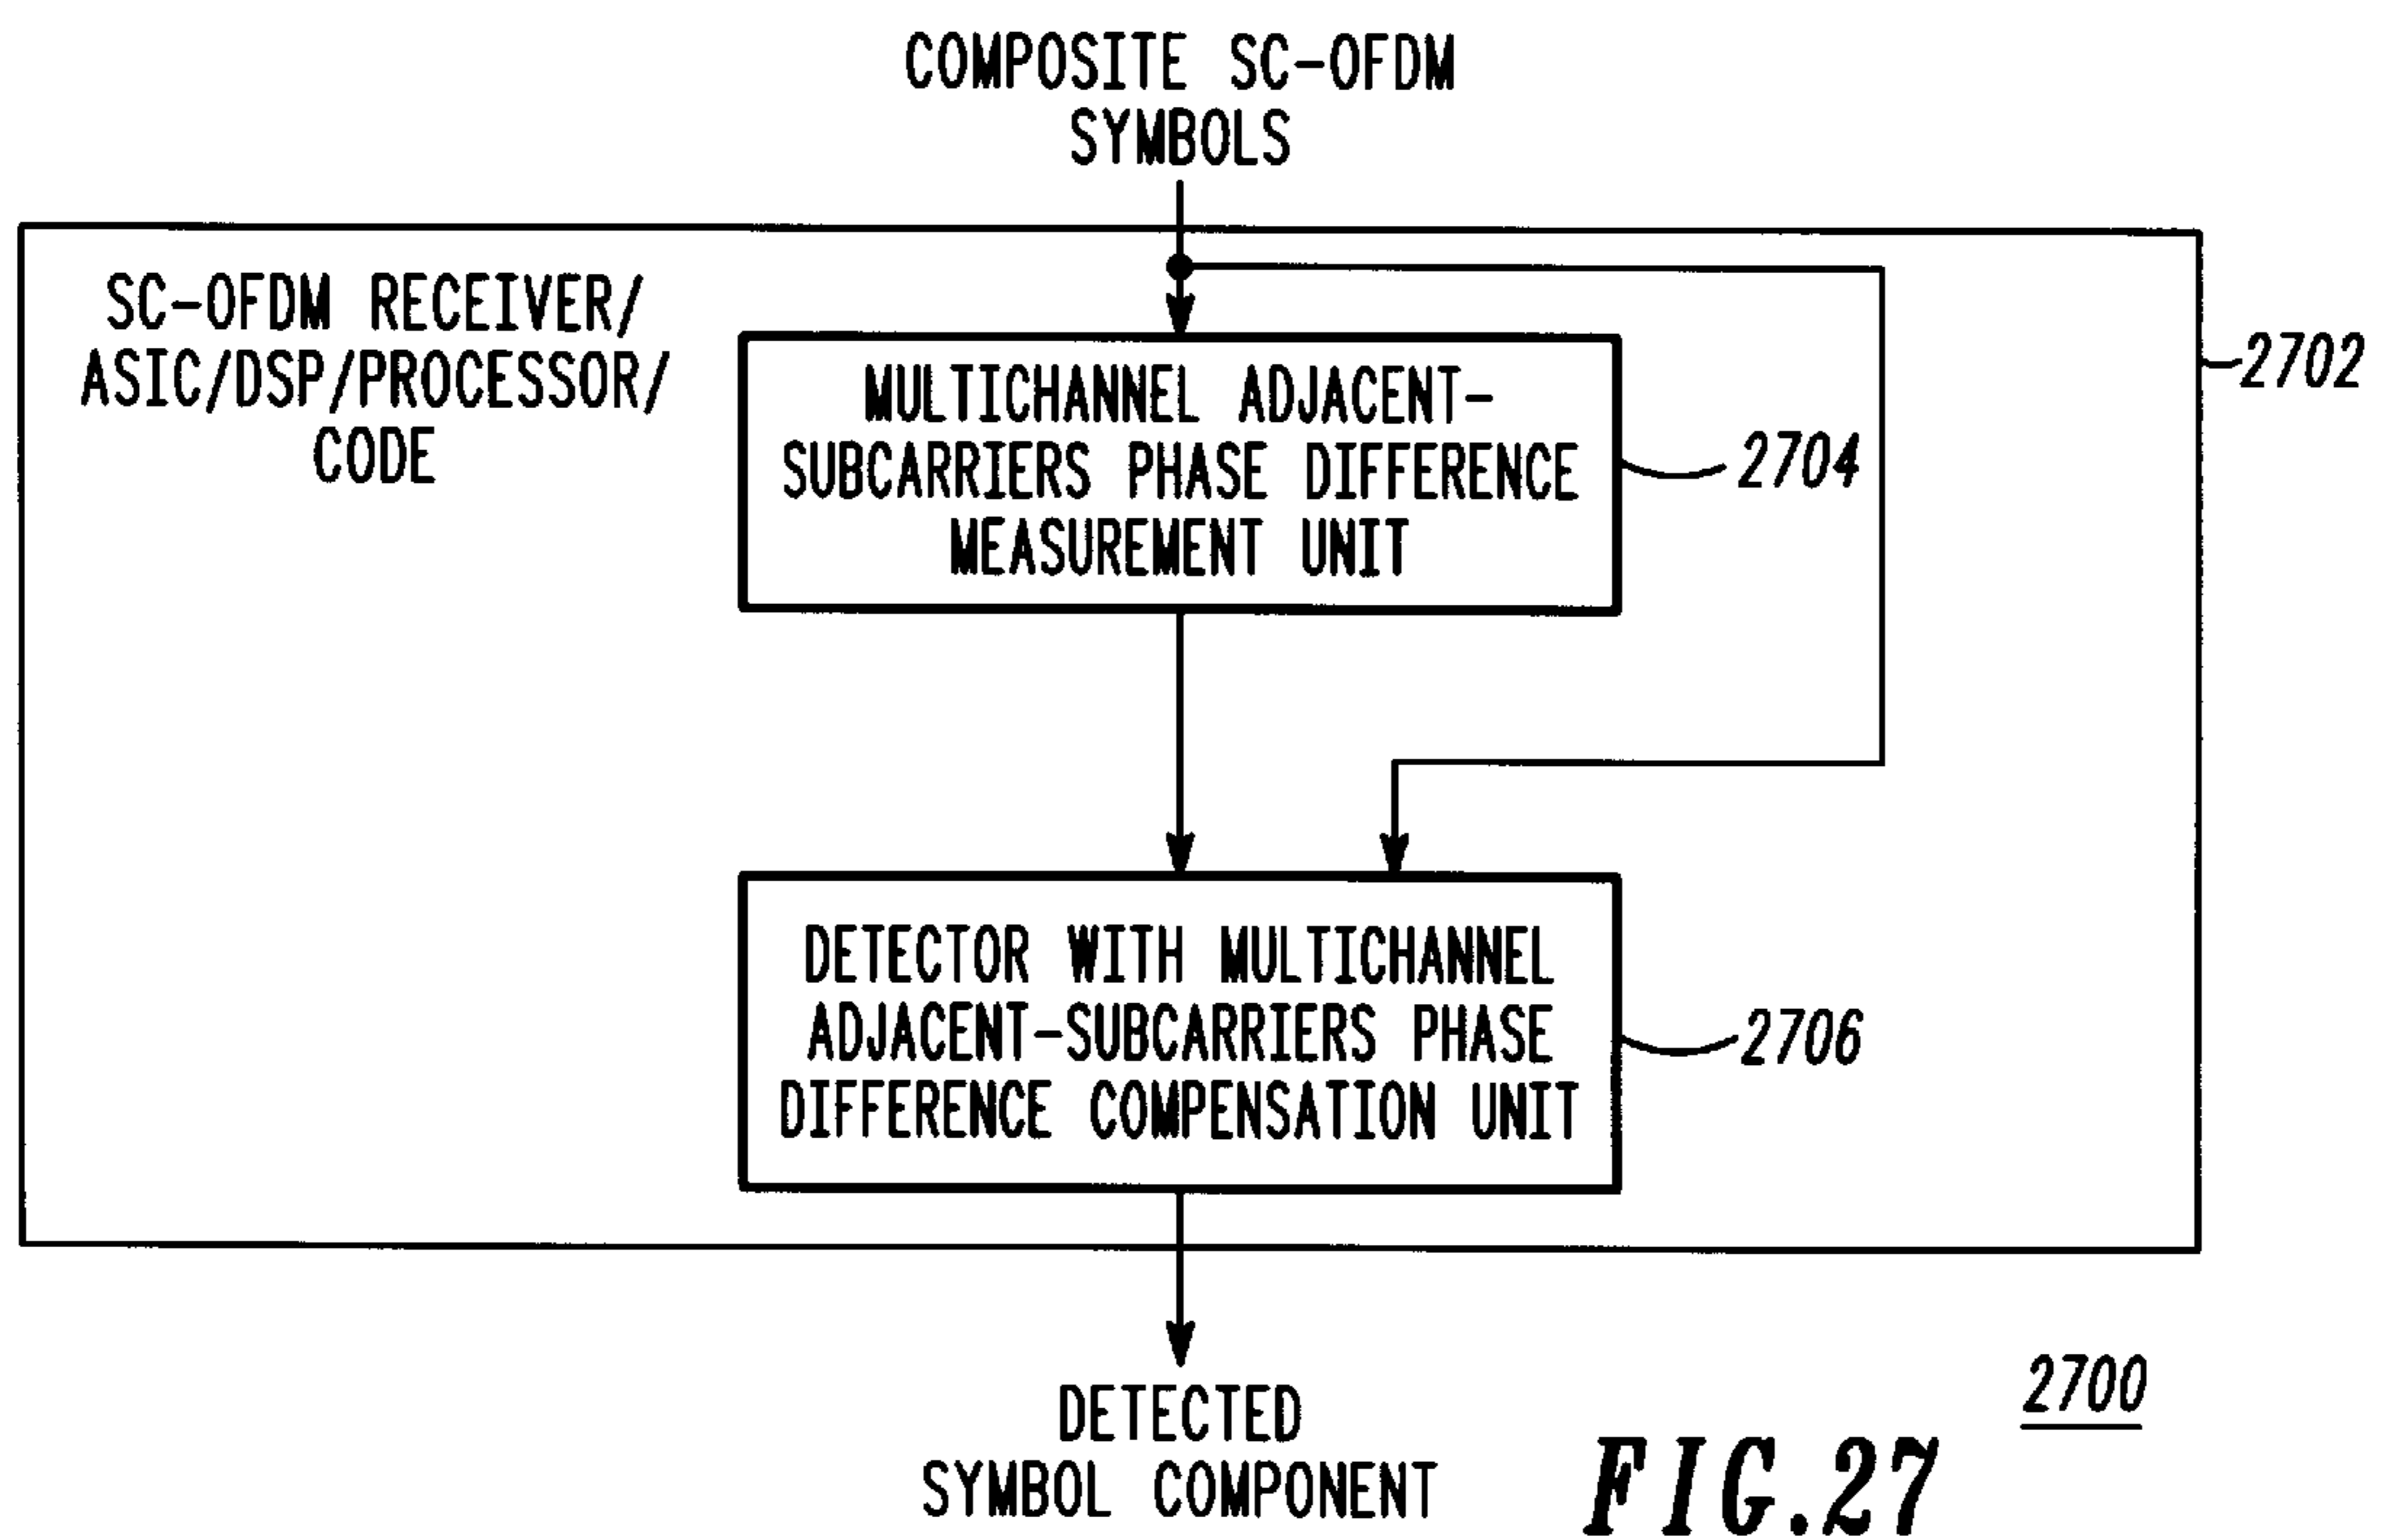 COMPOSITE SC-OFDM
SYMBOLS
SC-OFDM RECEIVER/
ASIC/DSP/PROCESSOR/
CODE
2702
MULTICHANNEL ADJACENT-
SUBCARRIERS PHASE DIFFERENCE
MEASUREMENT UNIT
2704
DETECTOR WITH MULTICHANNEL
ADJACENT-SUBCARRIERS PHASE
DIFFERENCE COMPENSATION UNIT
2706
DETECTED
SYMBOL COMPONENT
2700
FIG.27